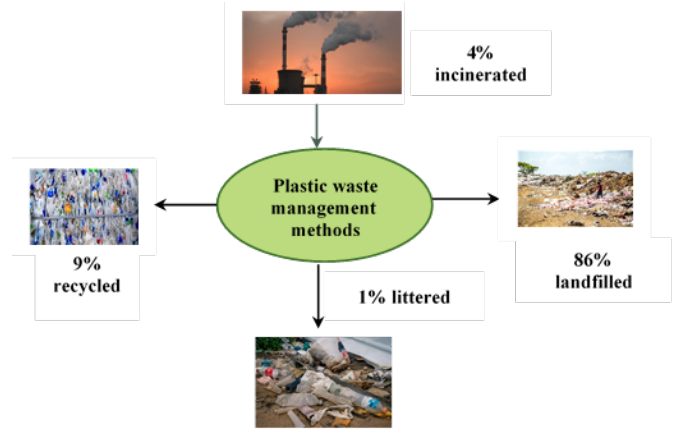 4%
incinerated
Plastic waste
management
methods
9%
recycled
86%
landfilled
1% littered